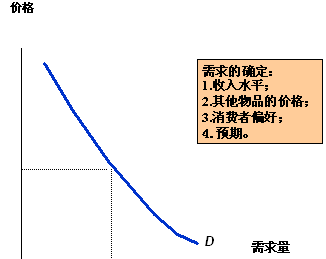 价格
需求的确定：
1.收入水平；
2.其他物品的价格；
3.消费者偏好；
4.预期。
D
需求量